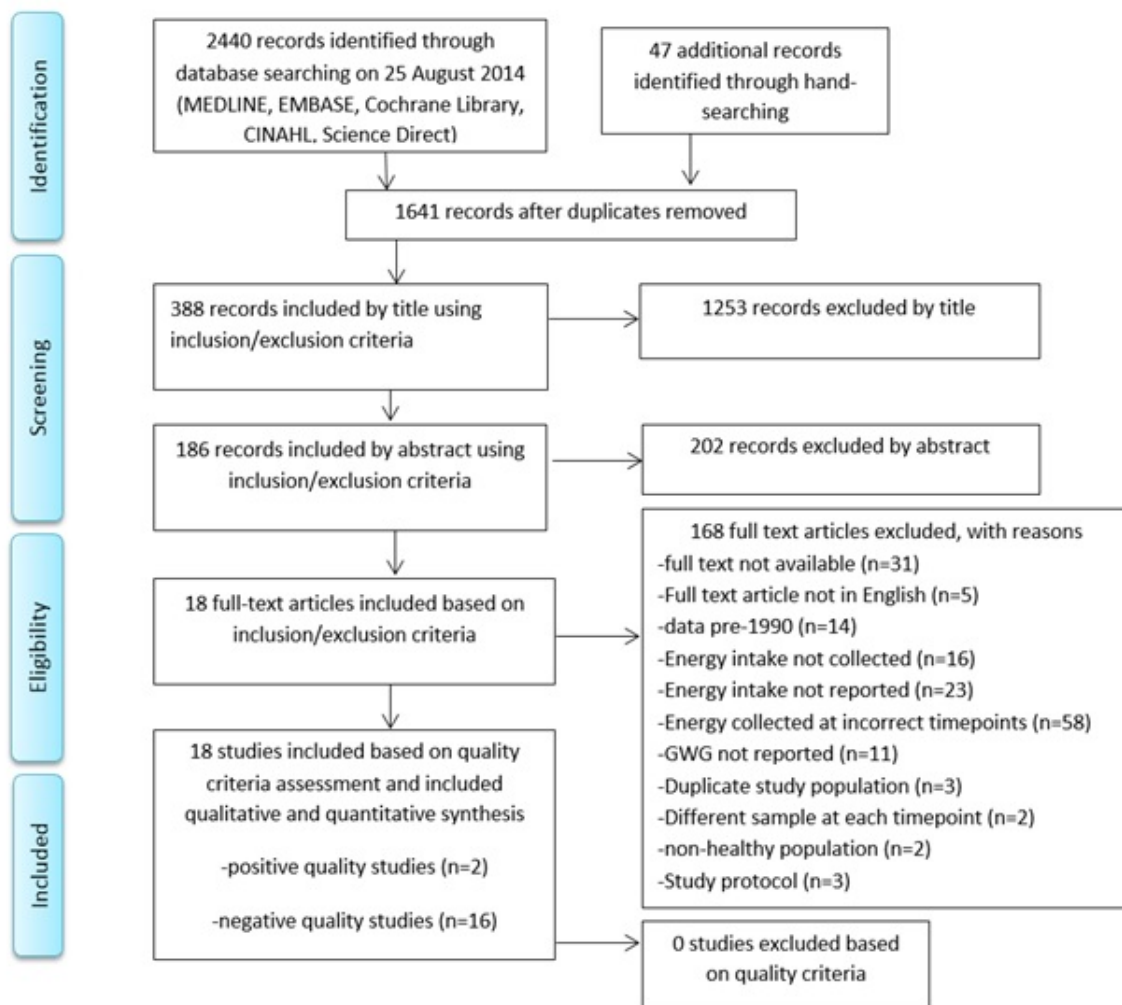 Identification
2440 records identified through
database searching on 25 August 2014
(MEDLINE, EMBASE, Cochrane Library,
CINAHL, Science Direct)
47 additional records
identified through hand-
searching
1641 records after duplicates removed
Screening
388 records included by title using
inclusion/exclusion criteria
1253 records excluded by title
186 records included by abstract using
inclusion/exclusion criteria
202 records excluded by abstract
Eligibility
18 full-text articles included based on
inclusion/exclusion criteria
168 full text articles excluded, with reasons
-full text not available (n=31)
-Full text article not in English (n=5)
-data pre-1990 (n=14)
-Energy intake not collected (n=16)
-Energy intake not reported (n=23)
-Energy collected at incorrect timepoints (n=58)
-GWG not reported (n=11)
-Duplicate study population (n=3)
-Different sample at each timepoint (n=2)
-non-healthy population (n=2)
-Study protocol (n=3)
Included
18 studies included based on quality
criteria assessment and included
qualitative and quantitative synthesis
-positive quality studies (n=2)
-negative quality studies (n=16)
0 studies excluded based
on quality criteria